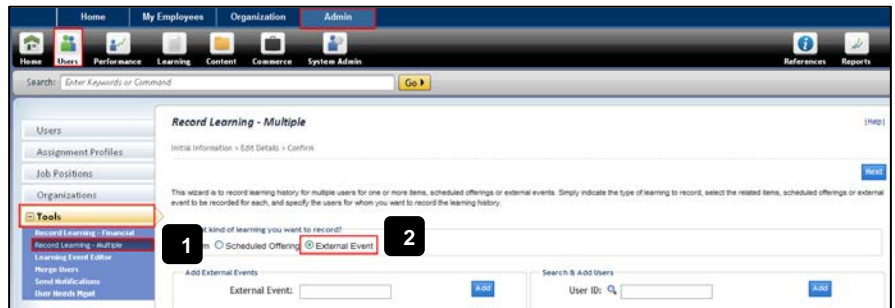 Home My Employees Organization Admin
Home Users Performance Learning Content Commerce System Admin References Reports
Search: Enter Keywords or Command Go
Users
Assignment Profiles
Job Positions
Organizations
Tools
Record Learning - Financial
Record Learning - Multiple
Learning Event Editor
Merge Users
Send Notifications
User Needs Mgmt
Record Learning - Multiple [Help]
Initial Information > Edit Details > Confirm
Next
This wizard is to record learning history for multiple users for one or more items, scheduled offerings or external events. Simply indicate the type of learning to record, select the related items, scheduled offerings or external
event to be recorded for each, and specify the users for whom you want to record the learning history.
kind of learning you want to record?
1 m Scheduled Offering External Event 2
Add External Events Search & Add Users
External Event: Add User ID: Add